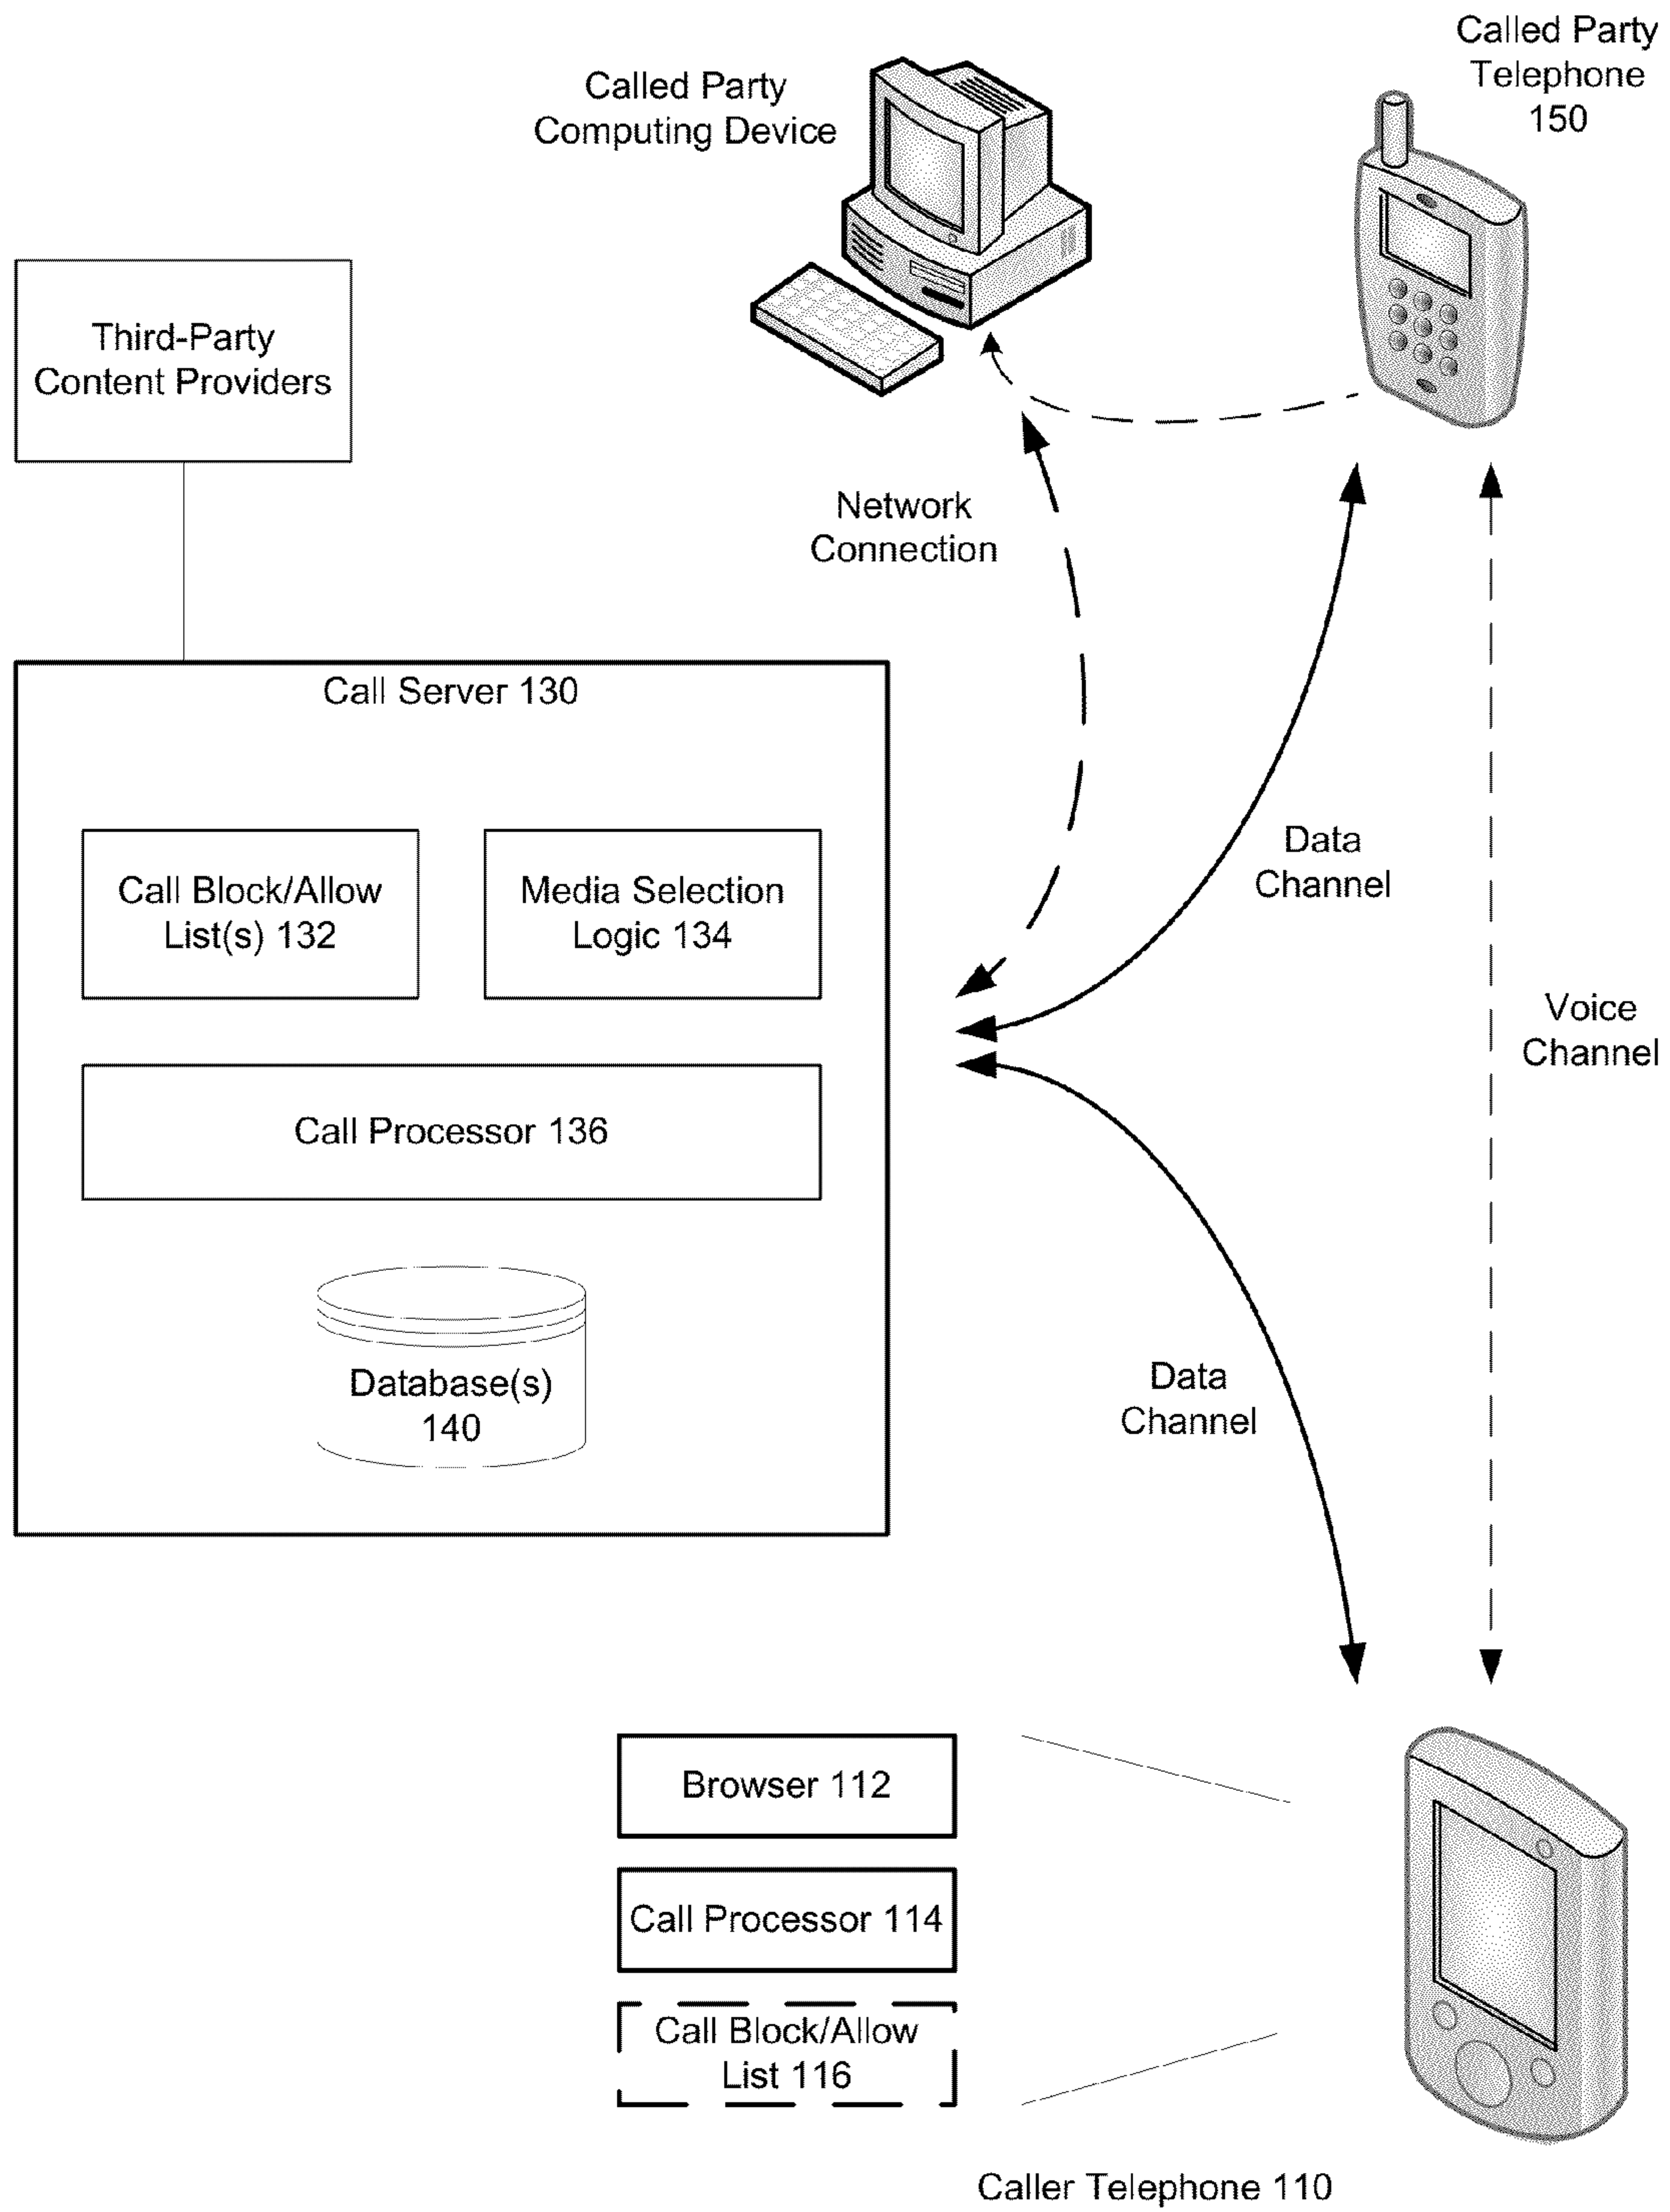 Called Party
Telephone
150
Called Party
Computing Device
Third-Party
Content Providers
Network
Connection
Call Server 130
Data
Channel
Call Block/Allow
List(s) 132
Media Selection
Logic 134
Voice
Channel
Call Processor 136
Database(s)
140
Data
Channel
Browser 112
Call Processor 114
Call Block/Allow
List 116
Caller Telephone 110